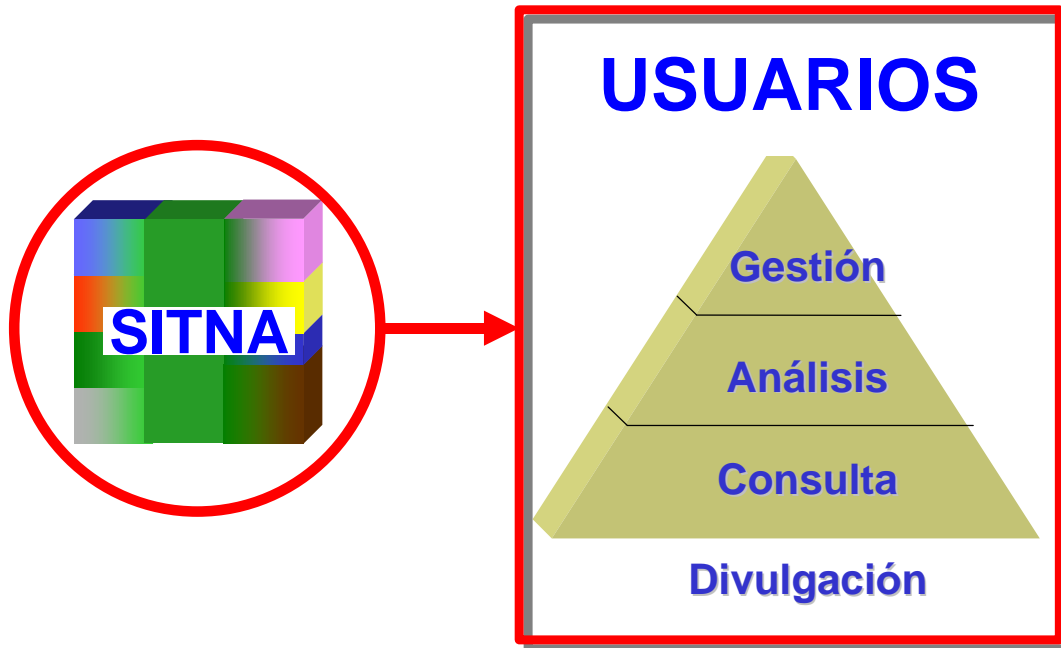 USUARIOS
SITNA
Gestión
Análisis
Consulta
Divulgación